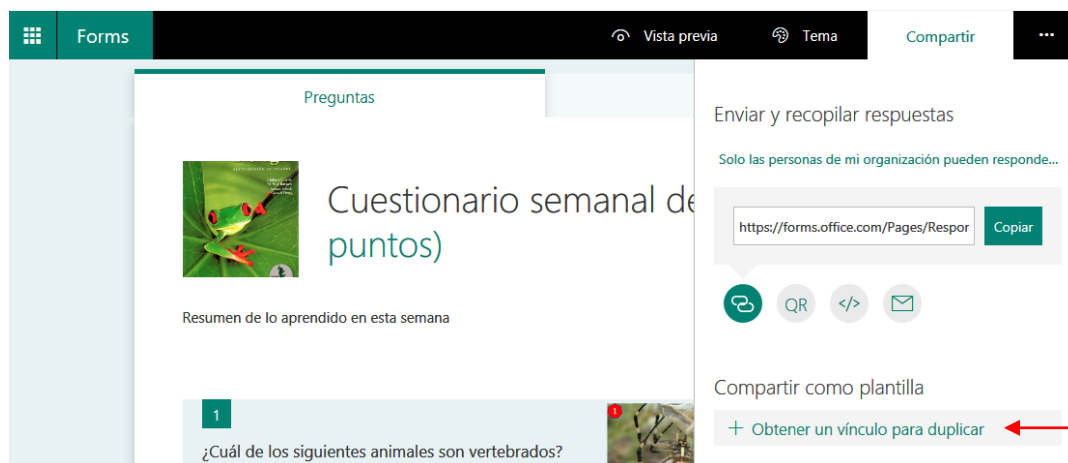 Forms
Vista previa
Tema
Compartir
...
Preguntas
Cuestionario semanal de
puntos)
Resumen de lo aprendido en esta semana
1
¿Cuál de los siguientes animales son vertebrados?
1
Enviar y recopilar respuestas
Solo las personas de mi organización pueden responde...
https://forms.office.com/Pages/Respor
Copiar
QR
</>
Compartir como plantilla
+ Obtener un vínculo para duplicar